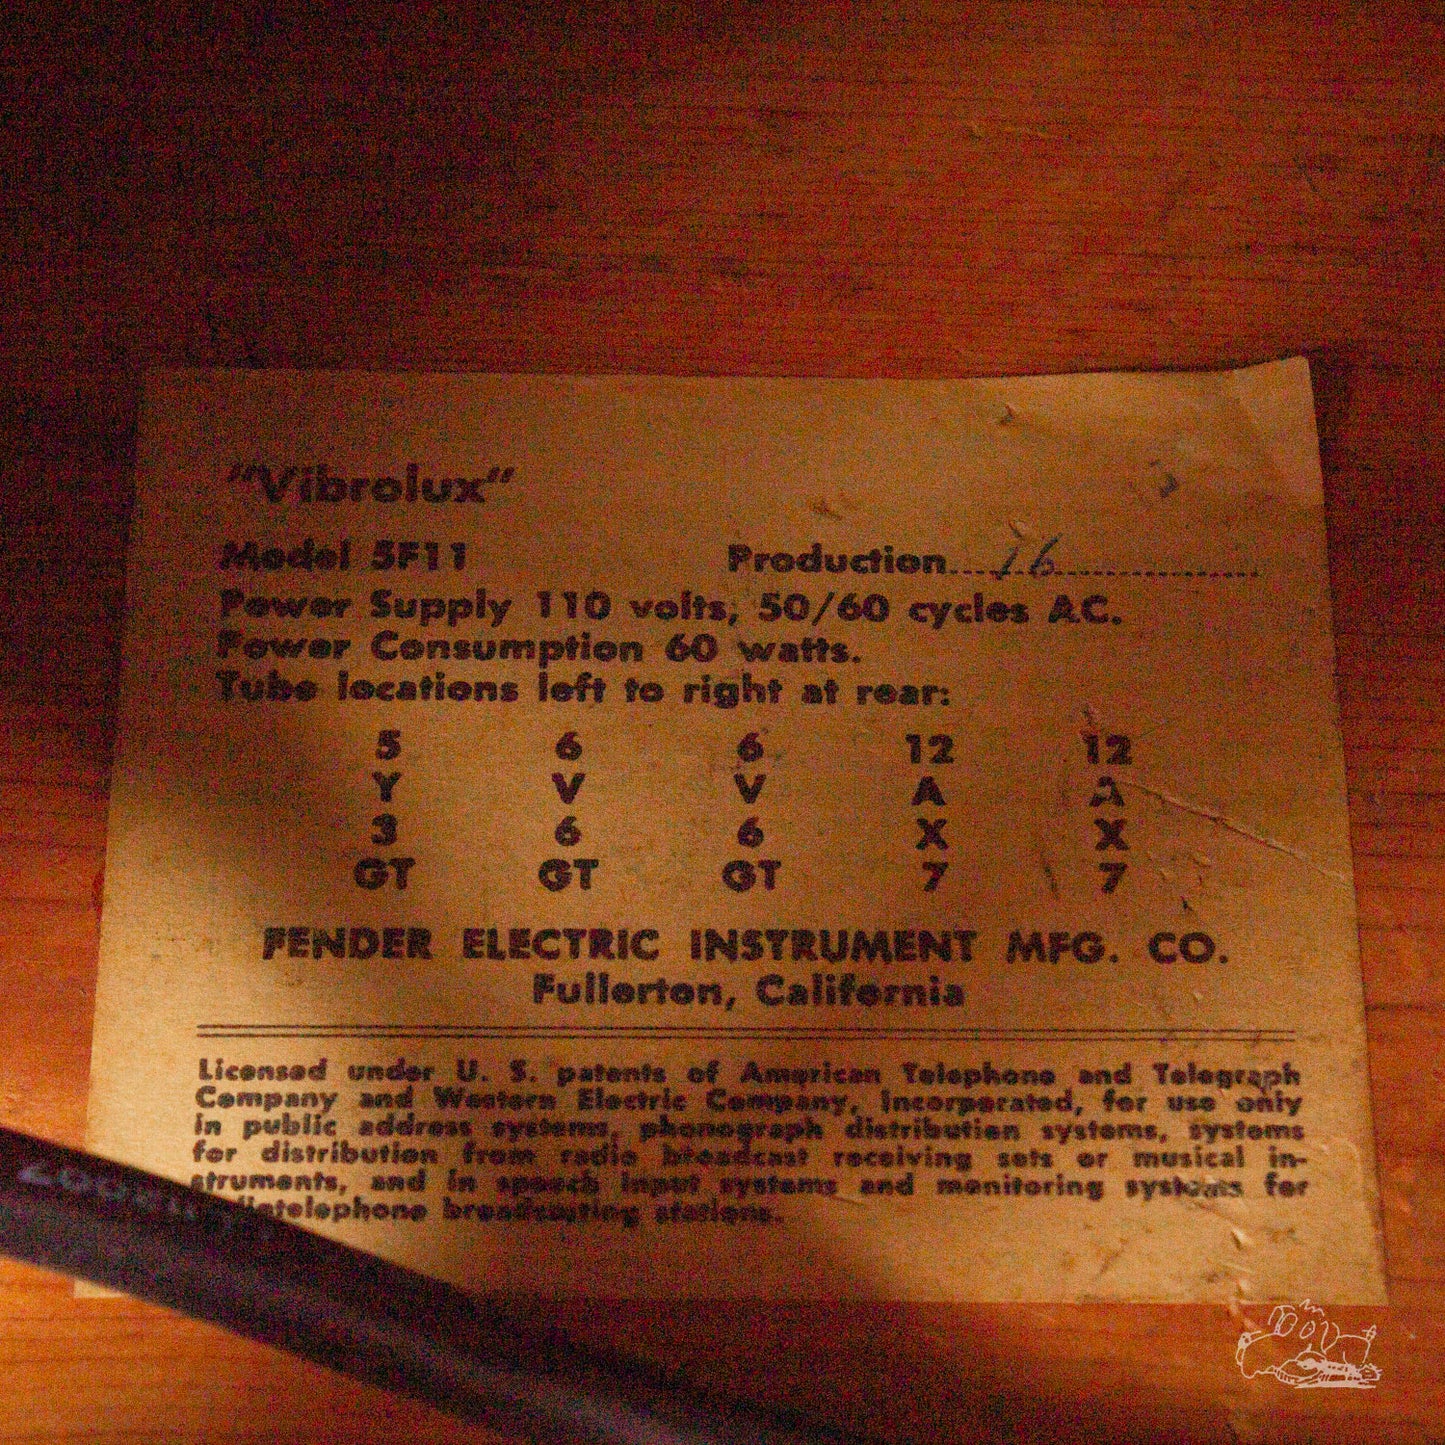 "Vibrolux"
Model 5F11 Production 16
Power Supply 110 volts, 50/60 cycles AC.
Power Consumption 60 watts.
Tube locations left to right at rear:
5 6 6 12 12
Y V V A A
3 6 6 X X
GT GT GT 7 7
FENDER ELECTRIC INSTRUMENT MFG. CO.
Fullerton, California
Licensed under U. S. patents of American Telephone and Telegraph
Company and Western Electric Company, Incorporated, for use only
in public address systems, phonograph distribution systems, systems
for distribution from radio broadcast receiving sets or musical in-
struments, and in speech input systems and monitoring systems for
broadcasting stations.